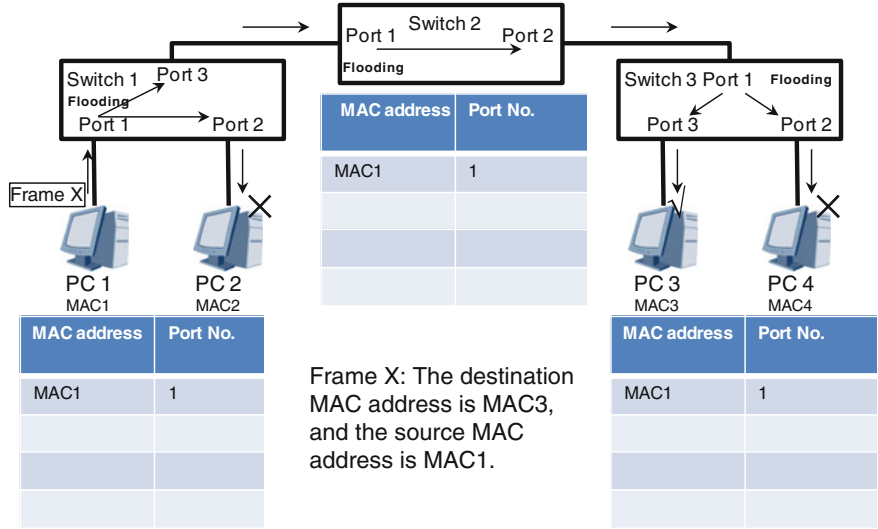 Port 1 Switch 2 Port 2
Flooding
Switch 1 Port 3
Flooding
Port 1 Port 2
Switch 3 Port 1 Flooding
Port 3 Port 2
Frame X
PC 1
MAC1
PC 2
MAC2
PC 3
MAC3
PC 4
MAC4
MAC address Port No.
MAC1 1
MAC address Port No.
MAC1 1
Frame X: The destination
MAC address is MAC3,
and the source MAC
address is MAC1.
MAC address Port No.
MAC1 1